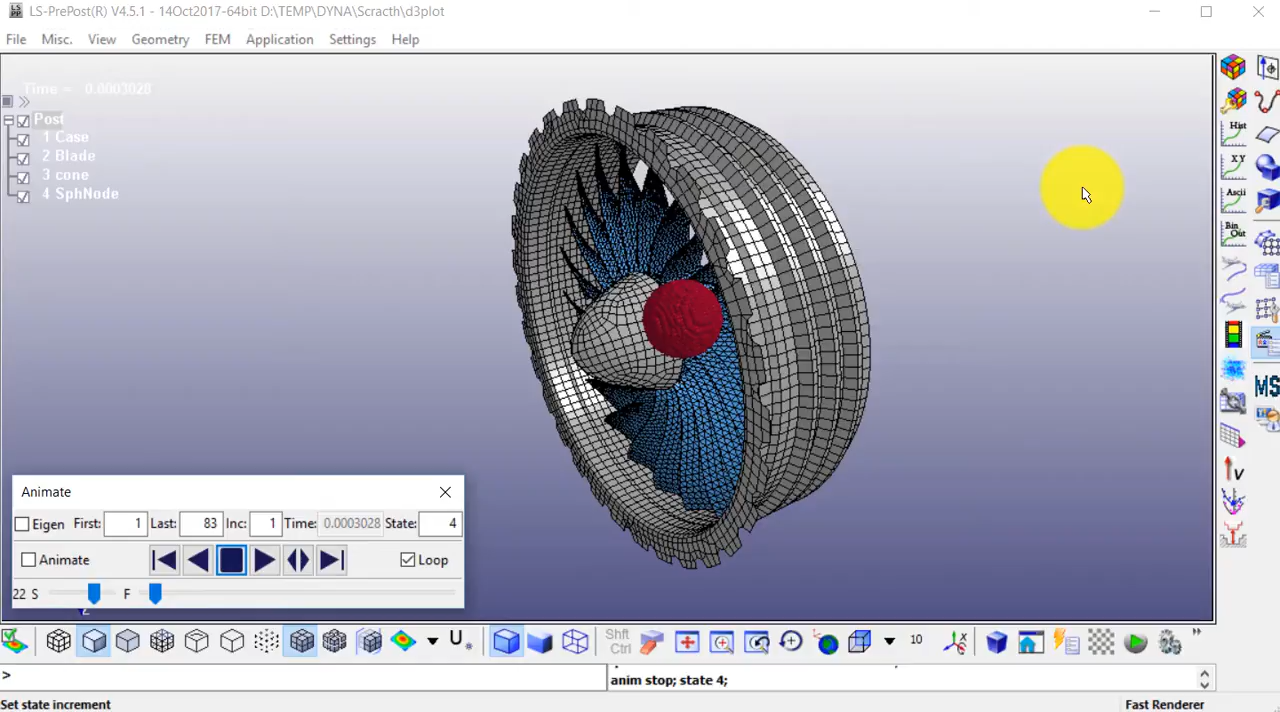 LS-PrePost(R) V4.5.1 - 14Oct2017-64bit D:\TEMP\DYNA\Scracth\d3plot
File Misc. View Geometry FEM Application Settings Help
Time = 0.0003028
Post
1 Case
2 Blade
3 cone
4 SphNode
Hist
XY
Ascii
Bin Out
MS
V
Animate
Eigen First: 1 Last: 83 Inc: 1 Time: 0.0003028 State: 4
Animate Loop
22 S F
Shft
Ctrl
10
> anim stop; state 4;
Set state increment Fast Renderer